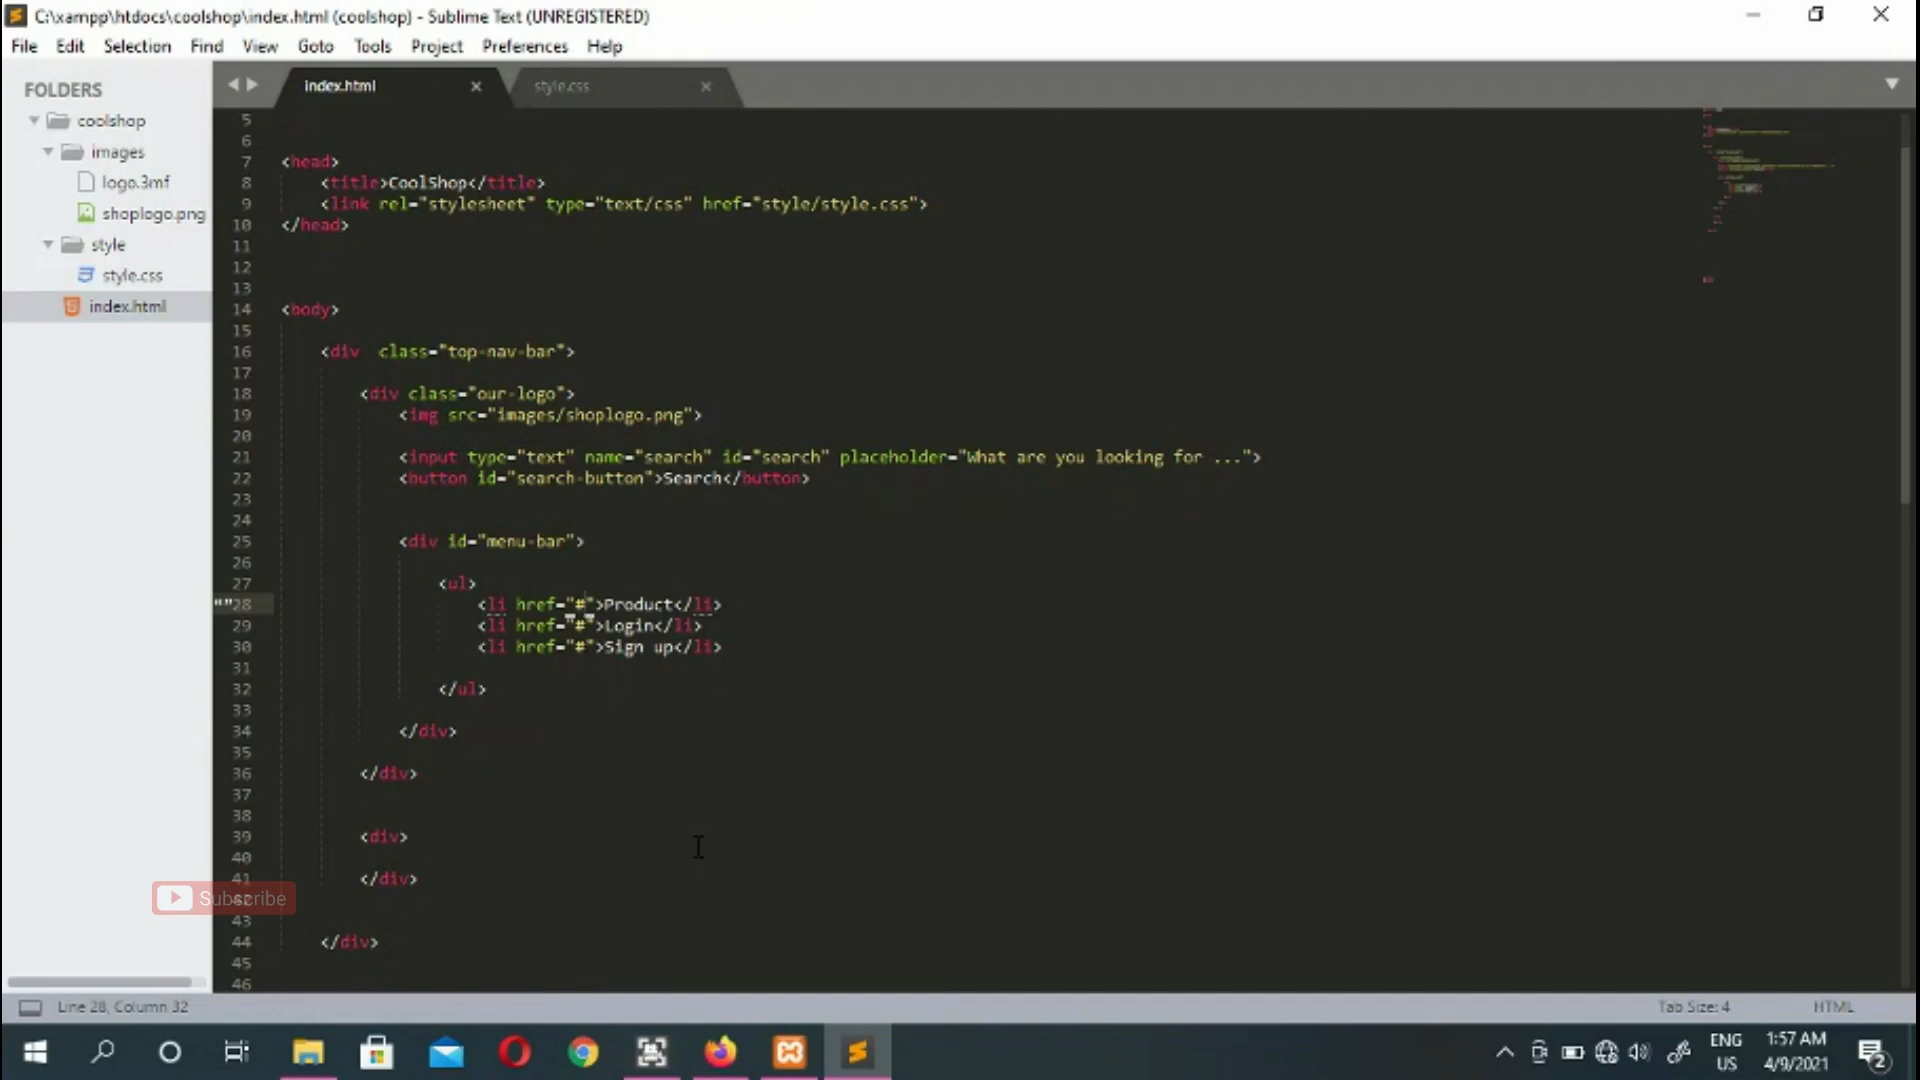 C:\xampp\htdocs\coolshop\index.html (coolshop) - Sublime Text (UNREGISTERED)
File Edit Selection Find View Goto Tools Project Preferences Help
FOLDERS
coolshop
images
logo.3mf
shoplogo.png
style
style.css
index.html
index.html
style.css
5
6
7 <head>
8 <title>CoolShop</title>
9 <link rel="stylesheet" type="text/css" href="style/style.css">
10 </head>
11
12
13
14 <body>
15
16 <div  class="top-nav-bar">
17
18 <div class="our-logo">
19 <img src="images/shoplogo.png">
20
21 <input type="text" name="search" id="search" placeholder="What are you looking for ...">
22 <button id="search-button">Search</button>
23
24
25 <div id="menu-bar">
26
27 <ul>
""28 <li href="#">Product</li>
29 <li href="#">Login</li>
30 <li href="#">Sign up</li>
31
32 </ul>
33
34 </div>
35
36 </div>
37
38
39 <div>
40
41 </div>
42
43
44 </div>
45
46
Subscribe
Line 28, Column 32
Tab Size: 4
HTML
ENG
US
1:57 AM
4/9/2021
2